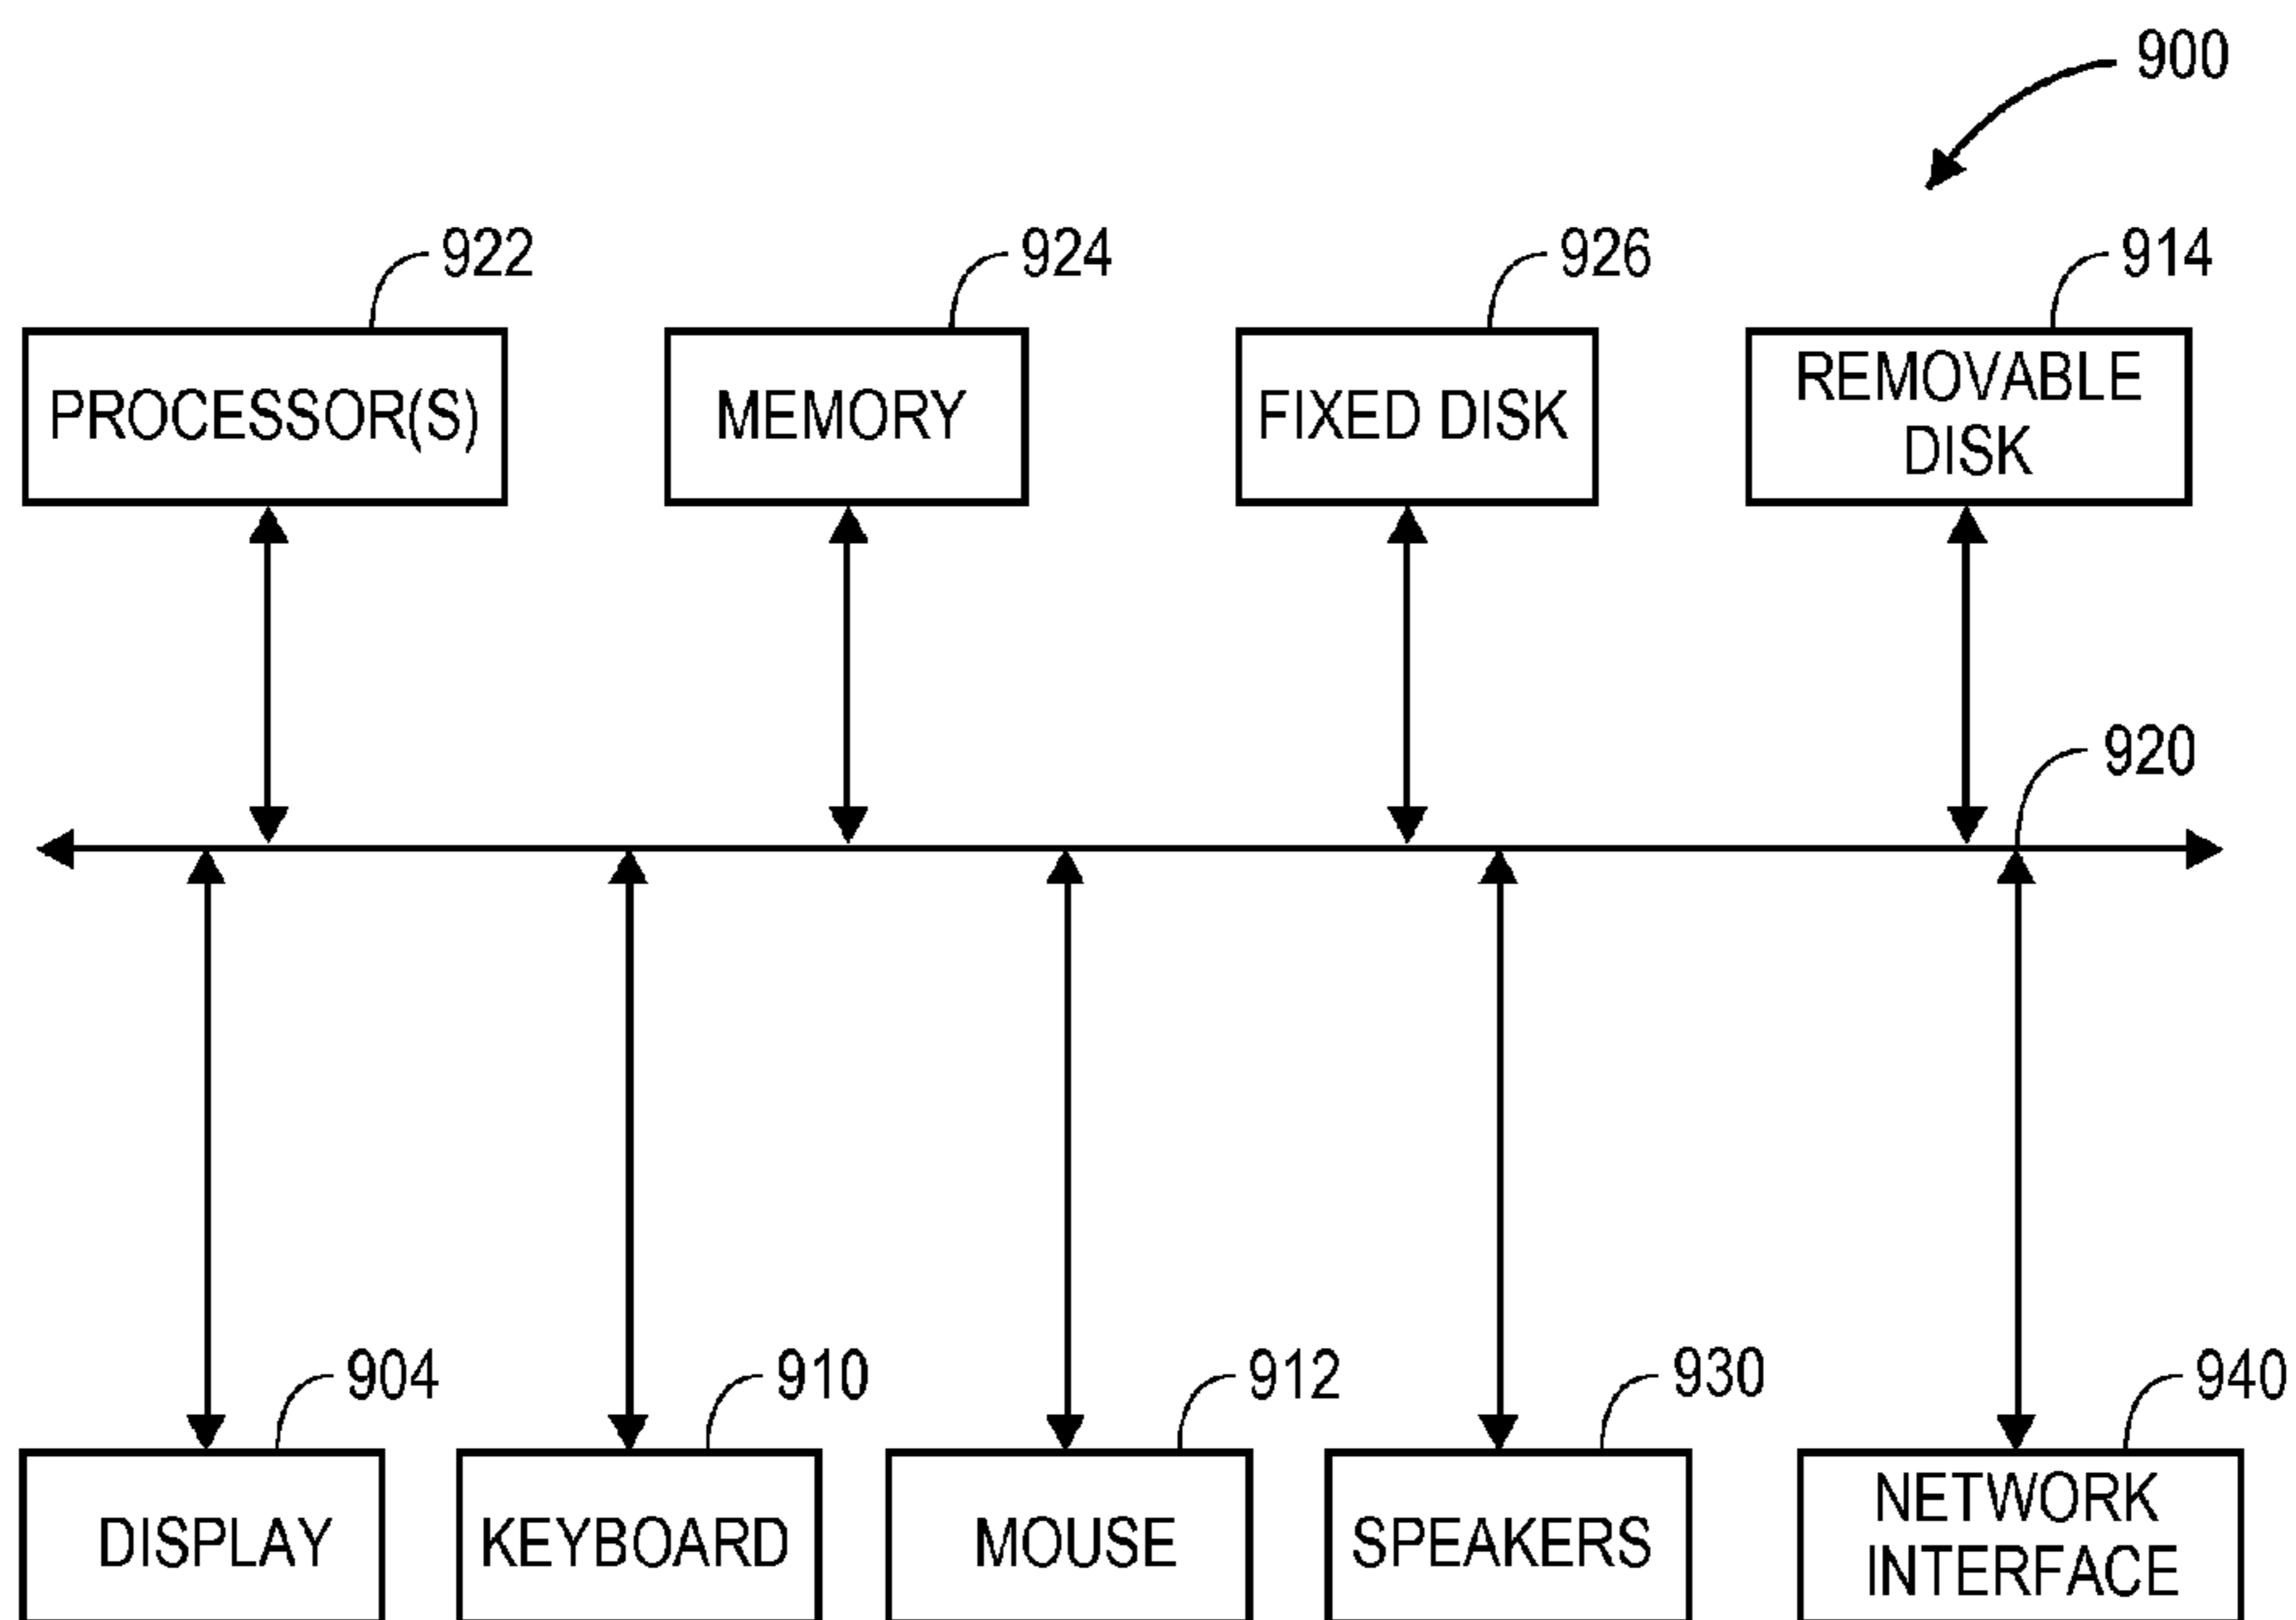 900
922
924
926
914
PROCESSOR(S)
MEMORY
FIXED DISK
REMOVABLE
DISK
920
904
910
912
930
940
DISPLAY
KEYBOARD
MOUSE
SPEAKERS
NETWORK
INTERFACE